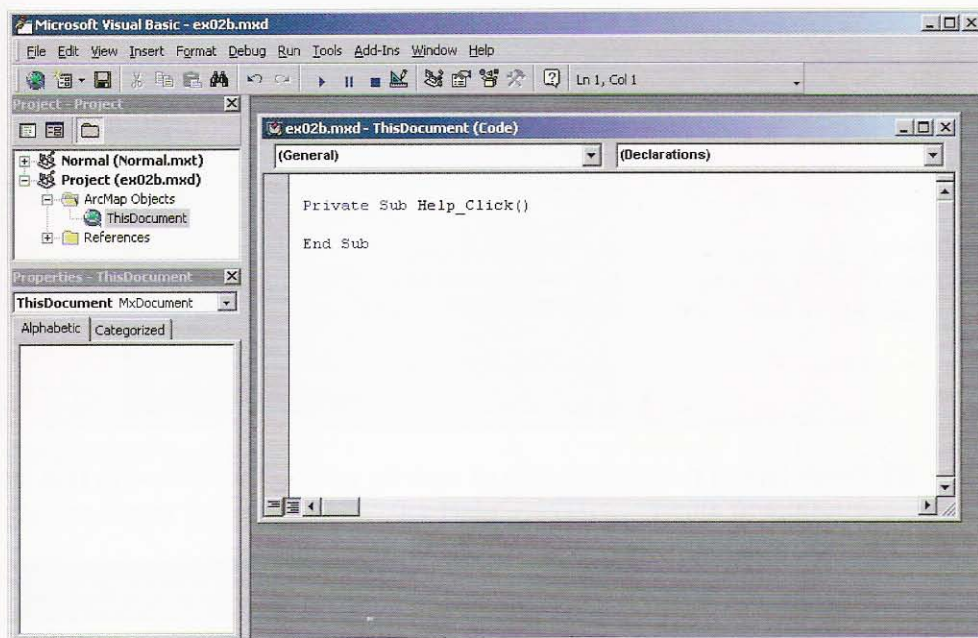 Microsoft Visual Basic - ex02b.mxd
File Edit View Insert Format Debug Run Tools Add-Ins Window Help
Ln 1, Col 1
Project - Project
Normal (Normal.mxt)
Project (ex02b.mxd)
ArcMap Objects
ThisDocument
References
Properties - ThisDocument
ThisDocument MxDocument
Alphabetic Categorized
ex02b.mxd - ThisDocument (Code)
(General) (Declarations)
Private Sub Help_Click()
End Sub